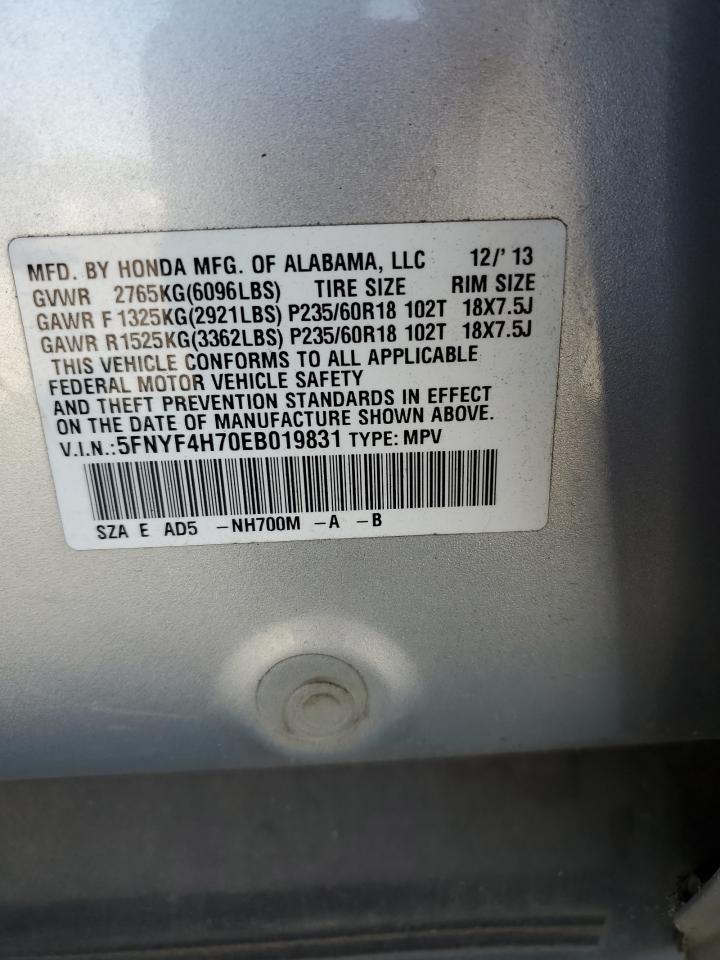 MFD. BY HONDA MFG. OF ALABAMA, LLC 12/' 13
GVWR 2765KG(6096LBS) TIRE SIZE RIM SIZE
GAWR F 1325KG(2921LBS) P235/60R18 102T 18X7.5J
GAWR R1525KG(3362LBS) P235/60R18 102T 18X7.5J
THIS VEHICLE CONFORMS TO ALL APPLICABLE
FEDERAL MOTOR VEHICLE SAFETY
AND THEFT PREVENTION STANDARDS IN EFFECT
ON THE DATE OF MANUFACTURE SHOWN ABOVE.
V.I.N.:5FNYF4H70EB019831 TYPE: MPV
SZA E AD5 -NH700M -A -B